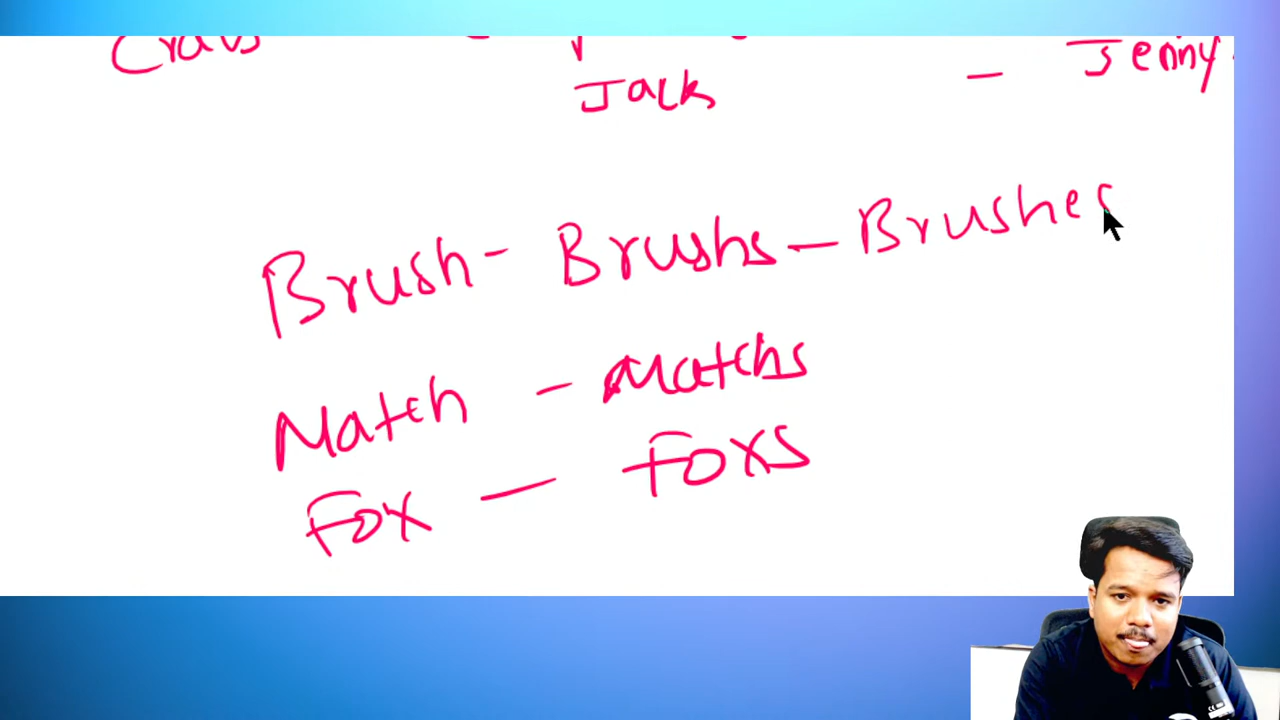 Jenny
Jack
Brush - Brushs - Brushes
Match - Matchs
Fox - Foxs